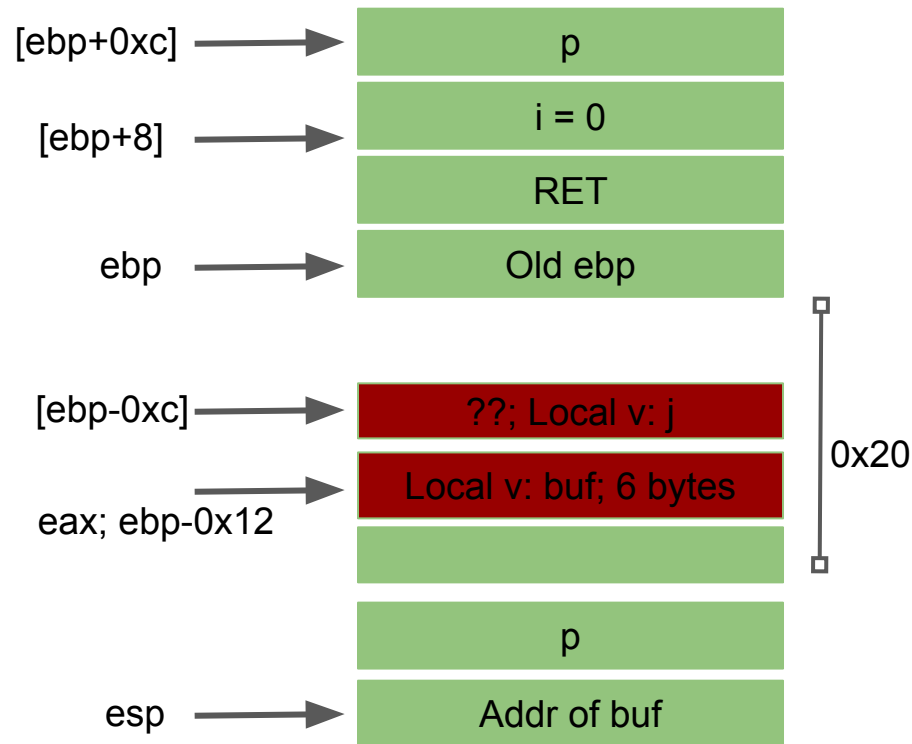 [ebp+0xc]
p
[ebp+8]
i = 0
RET
ebp
Old ebp
[ebp-0xc]
??; Local v: j
0x20
eax; ebp-0x12
Local v: buf; 6 bytes
p
esp
Addr of buf